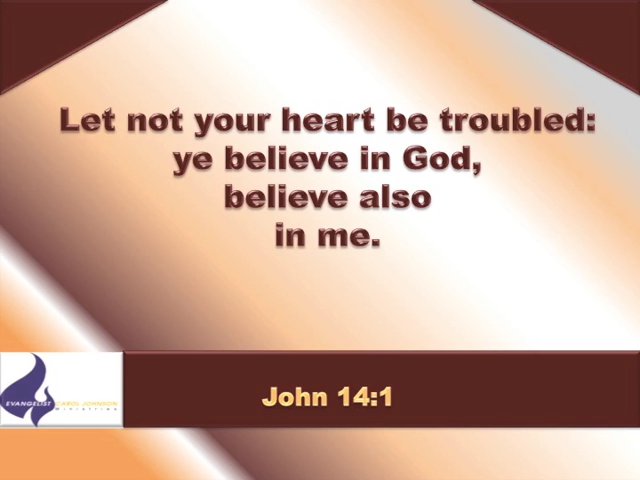 Let not your heart be troubled:
ye believe in God,
believe also
in me.
John 14:1
EVANGELIST CAROL JOHNSON
Ministries